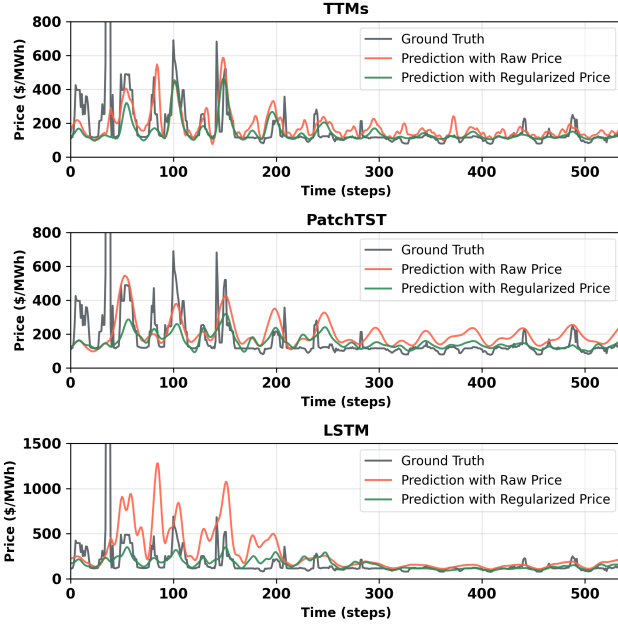 TTMs
Price ($/MWh)
800
600
400
200
0
Ground Truth
Prediction with Raw Price
Prediction with Regularized Price
0 100 200 300 400 500
Time (steps)
PatchTST
Price ($/MWh)
800
600
400
200
0
Ground Truth
Prediction with Raw Price
Prediction with Regularized Price
0 100 200 300 400 500
Time (steps)
LSTM
Price ($/MWh)
1500
1000
500
0
Ground Truth
Prediction with Raw Price
Prediction with Regularized Price
0 100 200 300 400 500
Time (steps)